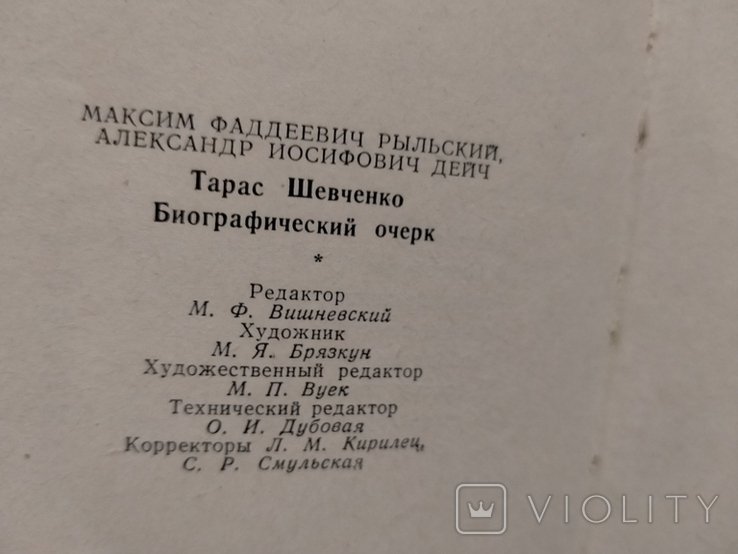 МАКСИМ ФАДДЕЕВИЧ РЫЛЬСКИЙ,
АЛЕКСАНДР ИОСИФОВИЧ ДЕЙЧ
Тарас Шевченко
Биографический очерк
*
Редактор
М. Ф. Вишневский
Художник
М. Я. Брязкун
Художественный редактор
М. П. Вуек
Технический редактор
О. И. Дубовая
Корректоры Л. М. Кирилец,
С. Р. Смульская
VIOLITY